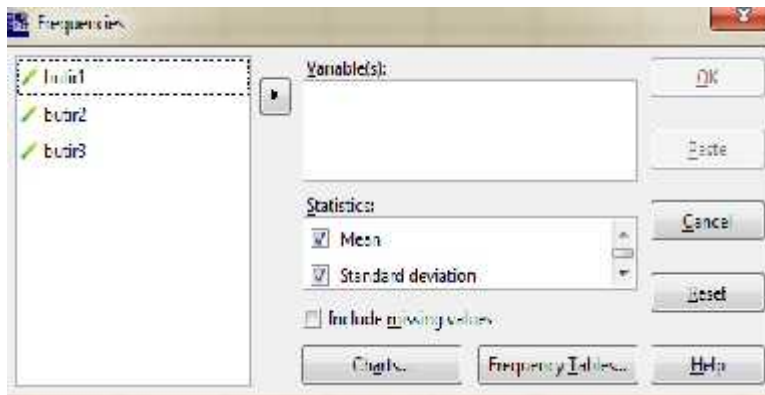 Frequencies
butir1
butir2
butir3
Variable(s):
Statistics:
Mean
Standard deviation
Include missing values
Charts...
Frequency Tables...
OK
Paste
Cancel
Reset
Help